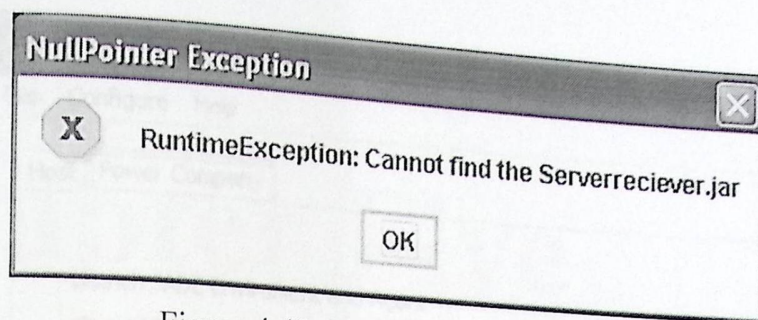 NullPointer Exception
X
RuntimeException: Cannot find the Serverreciever.jar
OK